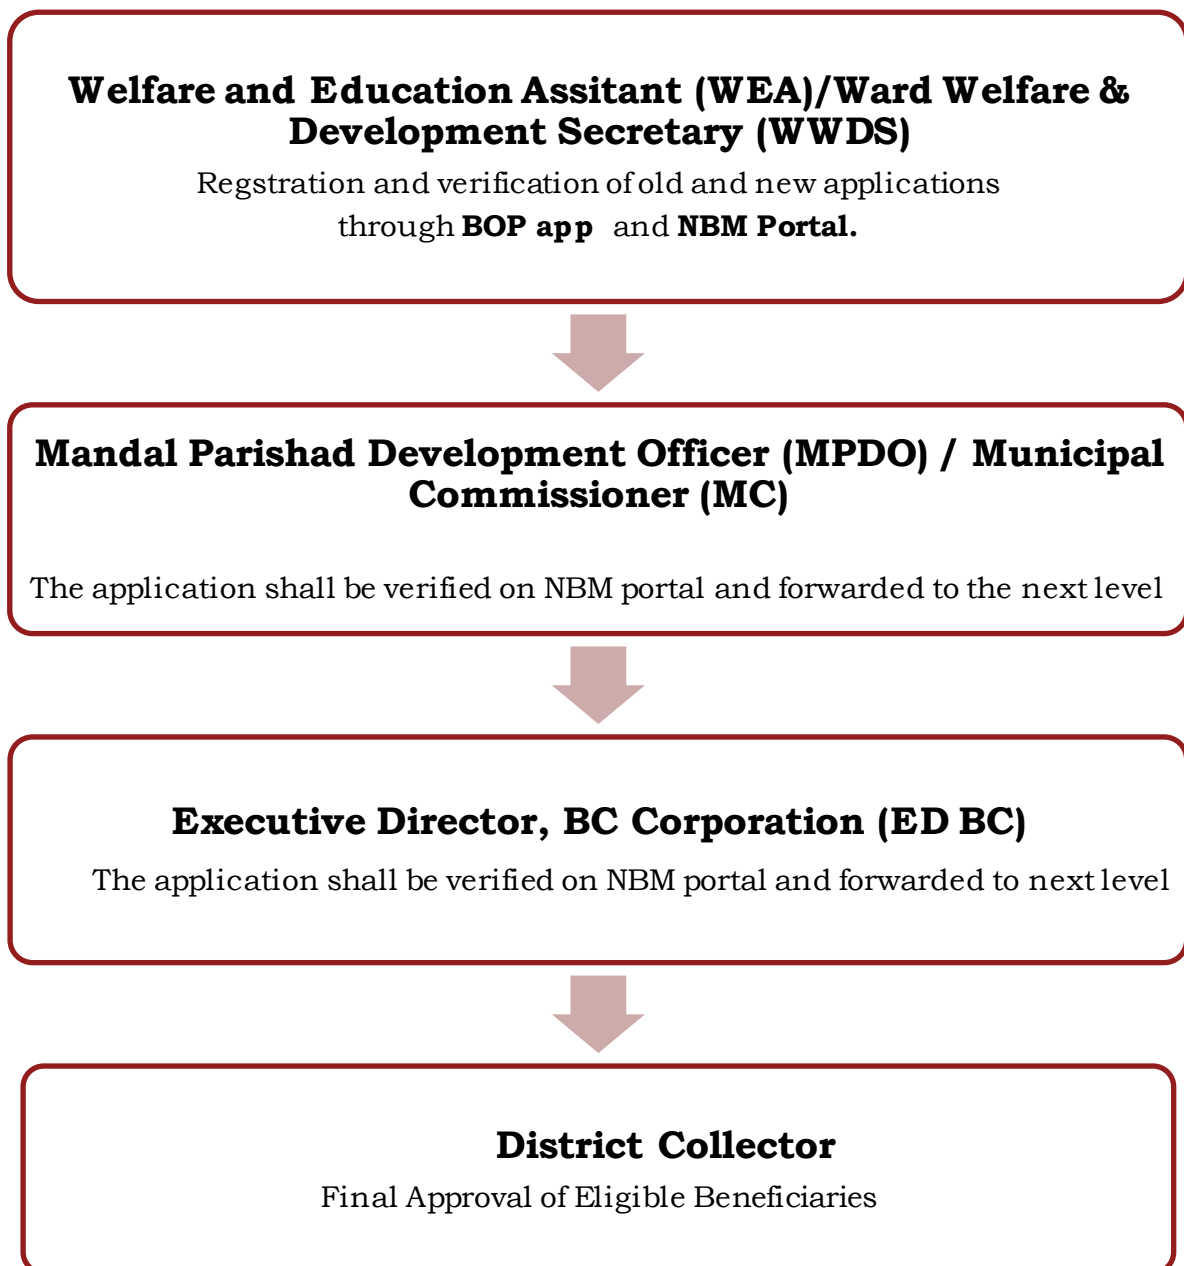 Welfare and Education Assitant (WEA)/Ward Welfare &
Development Secretary (WWDS)
Regstration and verification of old and new applications
through BOP app and NBM Portal.
Mandal Parishad Development Officer (MPDO) / Municipal
Commissioner (MC)
The application shall be verified on NBM portal and forwarded to the next level
Executive Director, BC Corporation (ED BC)
The application shall be verified on NBM portal and forwarded to next level
District Collector
Final Approval of Eligible Beneficiaries